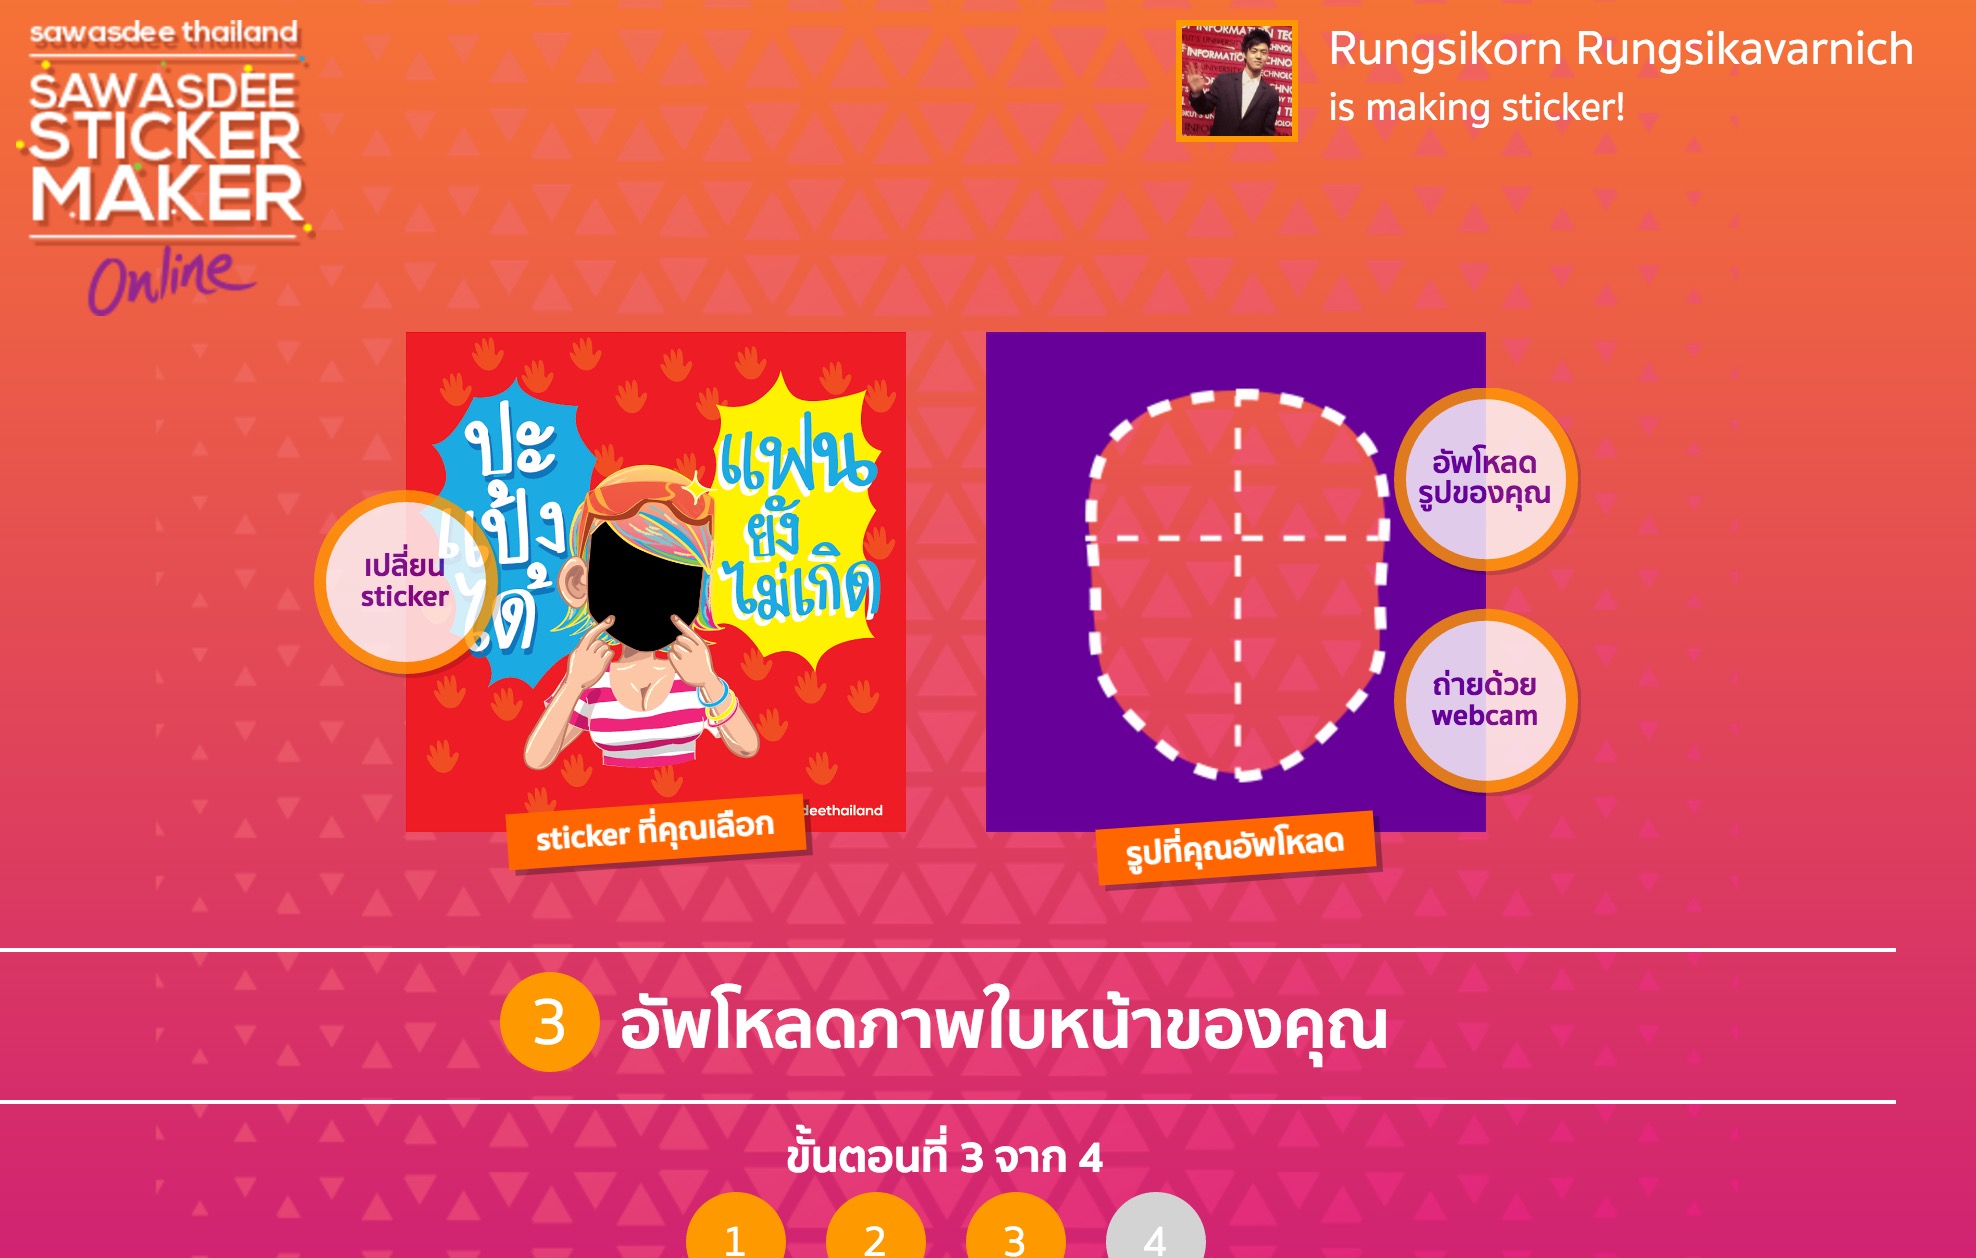 sawasdee thailand
SAWASDEE
STICKER
MAKER
Online
Rungsikorn Rungsikavarnich
is making sticker!
ปะ
แป้ง
ได้
แฟน
ยัง
ไม่เกิด
เปลี่ยน
sticker
deethailand
sticker ที่คุณเลือก
อัพโหลด
รูปของคุณ
ถ่ายด้วย
webcam
รูปที่คุณอัพโหลด
3 อัพโหลดภาพใบหน้าของคุณ
ขั้นตอนที่ 3 จาก 4
1 2 3 4